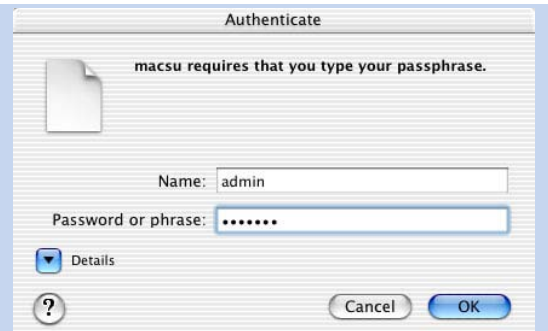 Authenticate
macsu requires that you type your passphrase.
Name: admin
Password or phrase: •••••••
Details
?
Cancel OK